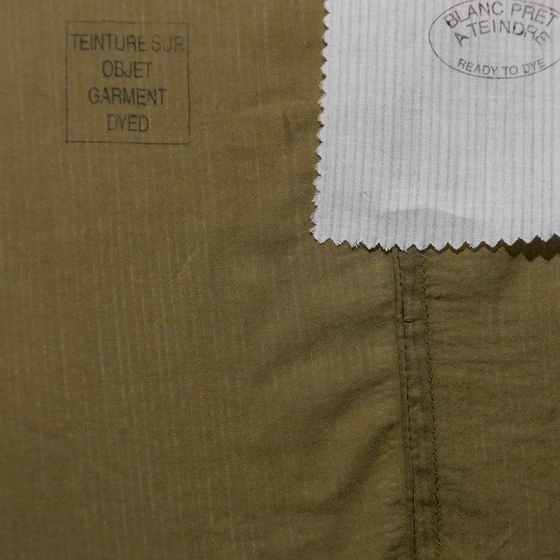 TEINTURE SUR
OBJET
GARMENT
DYED
BLANC PRET
A TEINDRE
READY TO DYE